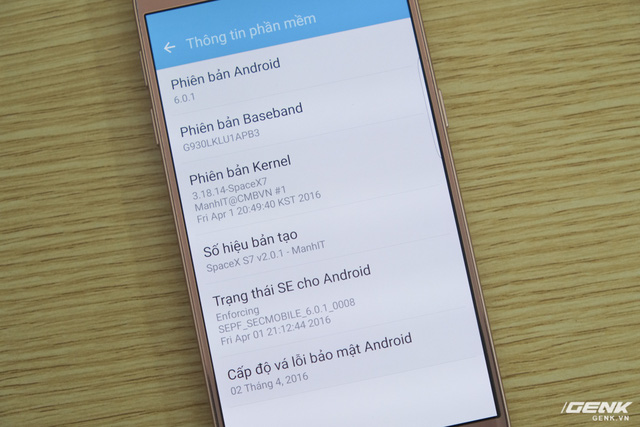 Thông tin phần mềm
Phiên bản Android
6.0.1
Phiên bản Baseband
G930LKLU1APB3
Phiên bản Kernel
3.18.14-SpaceX7
ManhIT@CMBVN #1
Fri Apr 1 20:49:40 KST 2016
Số hiệu bản tạo
SpaceX S7 v2.0.1 - ManhIT
Trạng thái SE cho Android
Enforcing
SEPF_SECMOBILE_6.0.1_0008
Fri Apr 01 21:12:44 2016
Cấp độ vá lỗi bảo mật Android
02 Tháng 4, 2016
GENK
GENK.VN